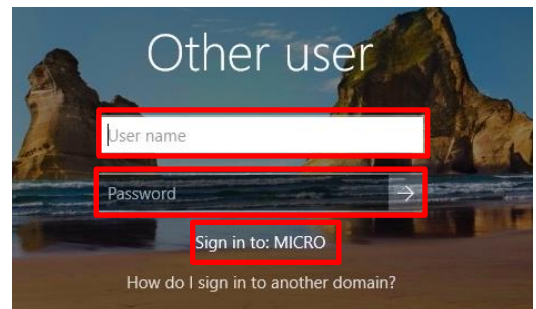 Other user
User name
Password
Sign in to: MICRO
How do I sign in to another domain?